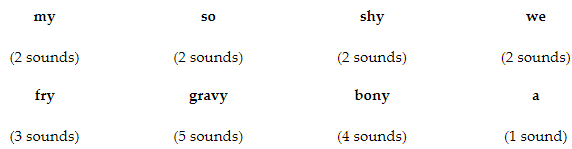 my so shy we
(2 sounds) (2 sounds) (2 sounds) (2 sounds)
fry gravy bony a
(3 sounds) (5 sounds) (4 sounds) (1 sound)